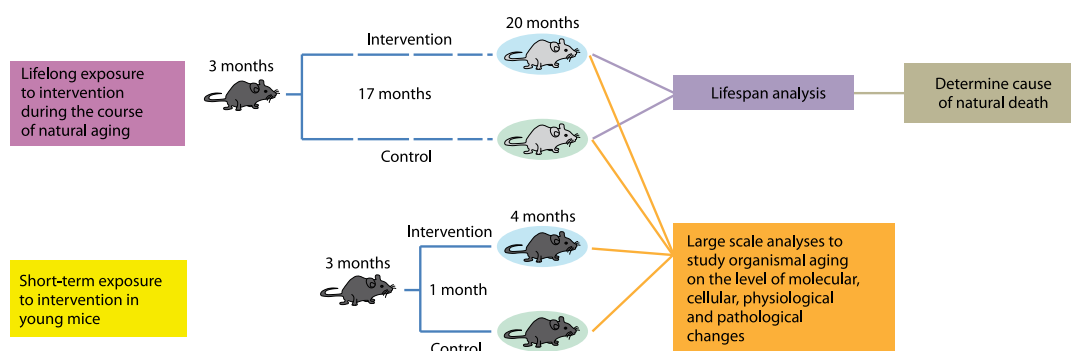 20 months
Intervention
3 months
Lifelong exposure
to intervention
during the course
of natural aging
17 months
Control
Lifespan analysis
Determine cause
of natural death
4 months
Intervention
3 months
Short-term exposure
to intervention in
young mice
1 month
Control
Large scale analyses to
study organismal aging
on the level of molecular,
cellular, physiological
and pathological
changes